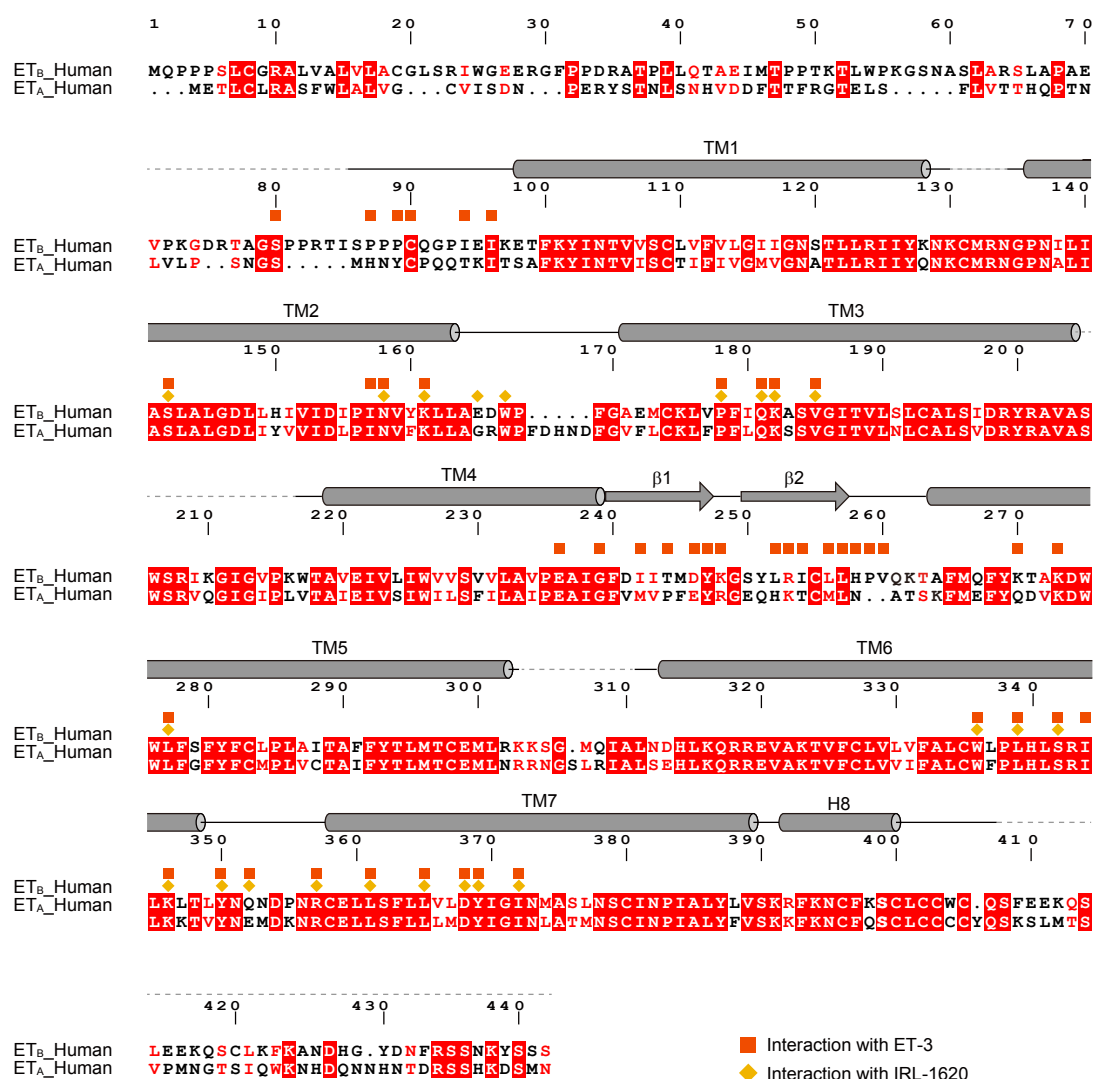 1 10 20 30 40 50 60 70
ETB_Human MQPPPSLCGRALVALVLACGLSRIWGEERGFPPDRATPLLQTAEIMTPPTKTLWPKGSNASLARSLAPAE
ETA_Human ...METLCLRASFWLALVG...CVISDN...PERYSTNLSNHVDDFTTFRGTELS.....FLVTTHQPTN
TM1
80 90 100 110 120 130 140
ETB_Human VPKGDRTAGSPPRTISPPPCQGPIEIKETFKYINTVVSCLVFVLGIIGNSTLLRIIYKNKCMRNGPNILI
ETA_Human LVLP..SNGS.....MHNYCPQQTKITSAFKYINTVISCTIFIVGMVGNATLLRIIYQNKCMRNGPNALI
TM2 TM3
150 160 170 180 190 200
ETB_Human ASLALGDLLHIVIDIPINVYKLLAEDWP.....FGAEMCKLVPFIQKASVGITVLSLCALSIDRYRAVAS
ETA_Human ASLALGDLIYVVIDLPINVFKLLAGRWPFDHNDFGVFLCKLFPFLQKSSVGITVLNLCALSVDRYRAVAS
TM4 β1 β2
210 220 230 240 250 260 270
ETB_Human WSRIKGIGVPKWTAVEIVLIWVVSVVLAVPEAIGFDIITMDYKGSYLRICLLHPVQKTAFMQFYKTAKDW
ETA_Human WSRVQGIGIPLVTAIEIVSIWILSFILAIPEAIGFVMVPFEYRGEQHKTCMLN..ATSKFMEFYQDVKDW
TM5 TM6
280 290 300 310 320 330 340
ETB_Human WLFSFYFCLPLAITAFFYTLMTCEMLRKKSG.MQIALNDHLKQRREVAKTVFCLVLVFALCWLPLHLSRI
ETA_Human WLFGFYFCMPLVCTAIFYTLMTCEMLNRRNGSLRIALSEHLKQRREVAKTVFCLVVIFALCWFPLHLSRI
TM7 H8
350 360 370 380 390 400 410
ETB_Human LKLTLYNQNDPNRCELLSFLLVLDYIGINMASLNSCINPIALYLVSKRFKNCFKSCLCCWC.QSFEEKQS
ETA_Human LKKTVYNEMDKNRCELLSFLLLMDYIGINLATMNSCINPIALYFVSKKFKNCFQSCLCCCCYQSKSLMTS
420 430 440
ETB_Human LEEKQSCLKFKANDHG.YDNFRSSNKYSSS
ETA_Human VPMNGTSIQWKNHDQNNHNTDRSSHKDSMN
Interaction with ET-3
Interaction with IRL-1620